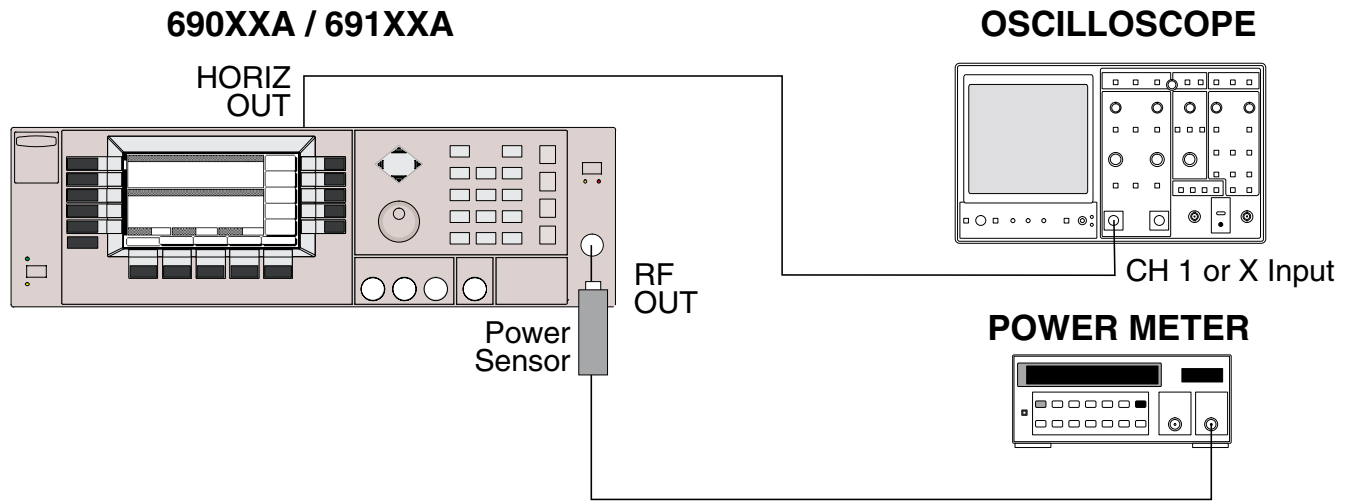 690XXA / 691XXA
OSCILLOSCOPE
HORIZ
OUT
CH 1 or X Input
RF
OUT
Power
Sensor
POWER METER